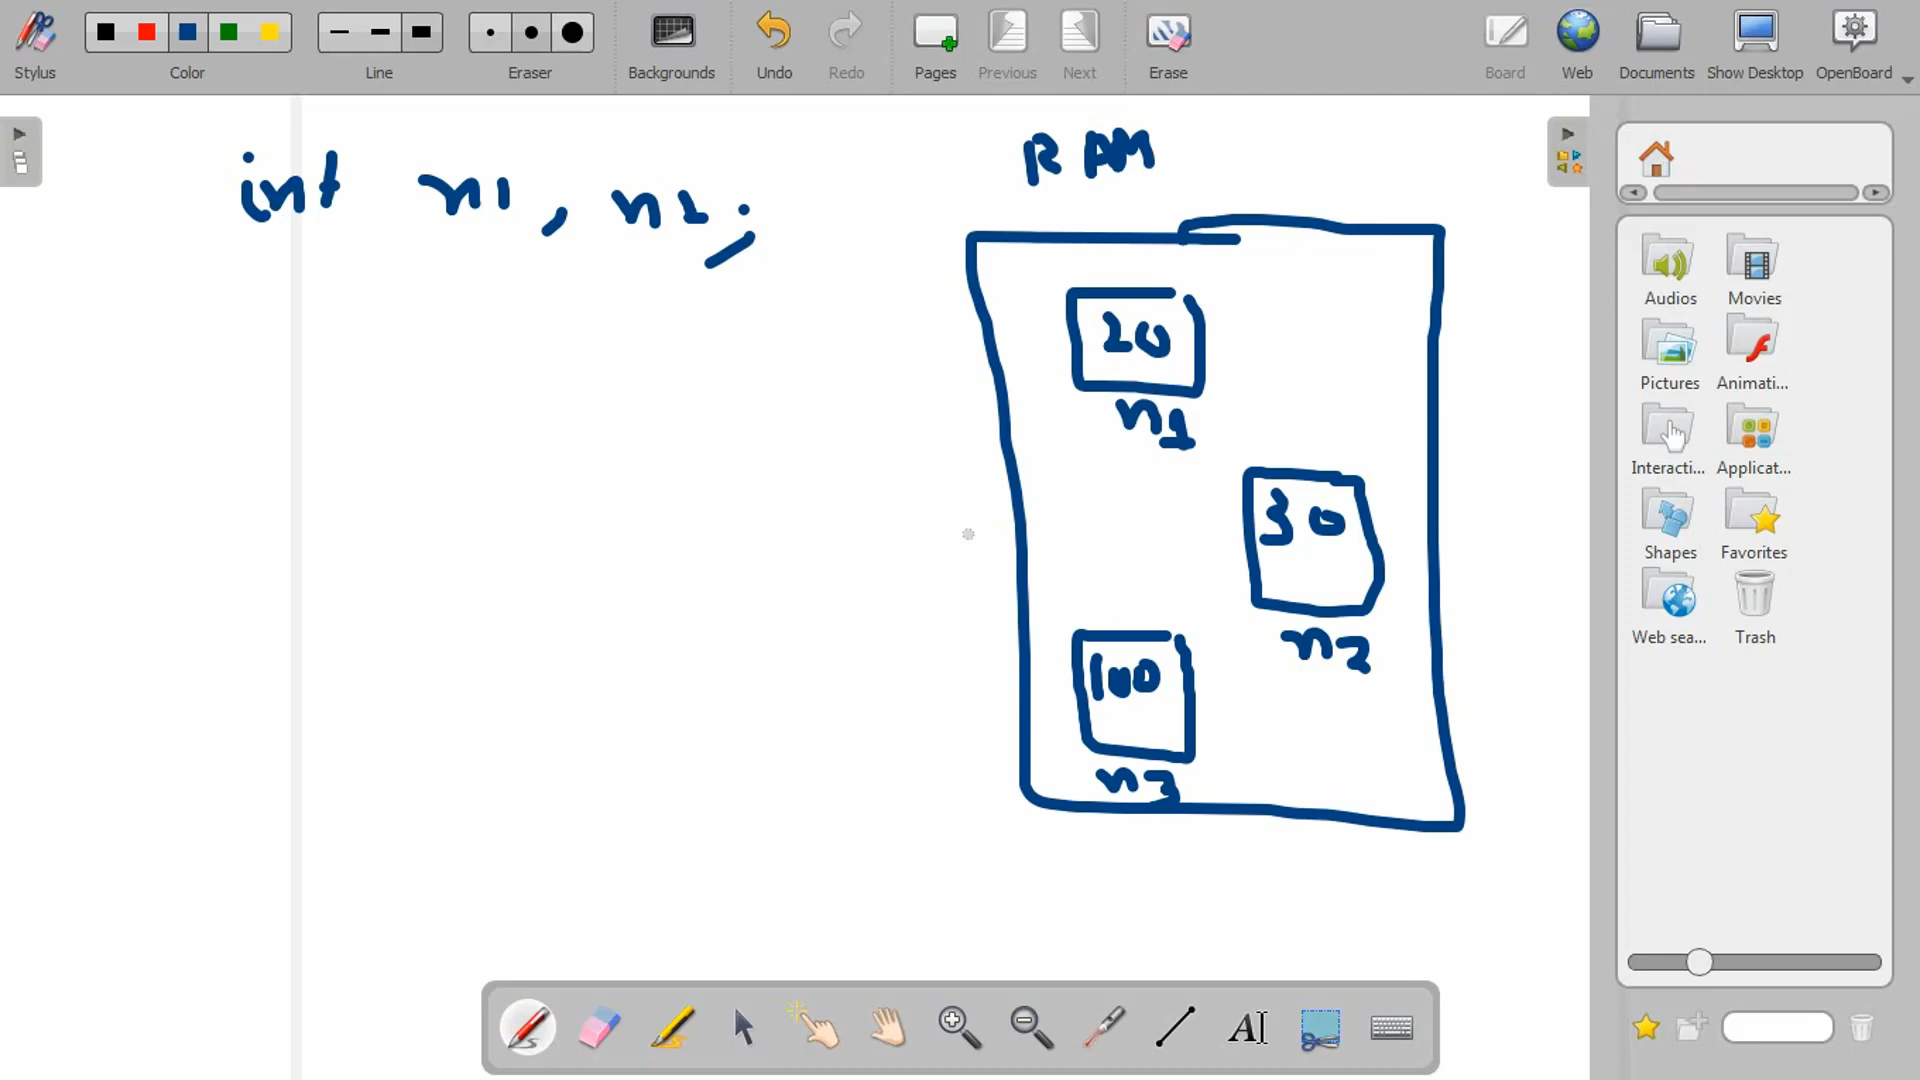 Stylus
Color
Line
Eraser
Backgrounds
Undo
Redo
Pages
Previous
Next
Erase
Board
Web
Documents
Show Desktop
OpenBoard
int n1 , n2 ;
RAM
20
n1
30
n2
100
n3
Audios
Movies
Pictures
Animati...
Interacti...
Applicat...
Shapes
Favorites
Web sea...
Trash